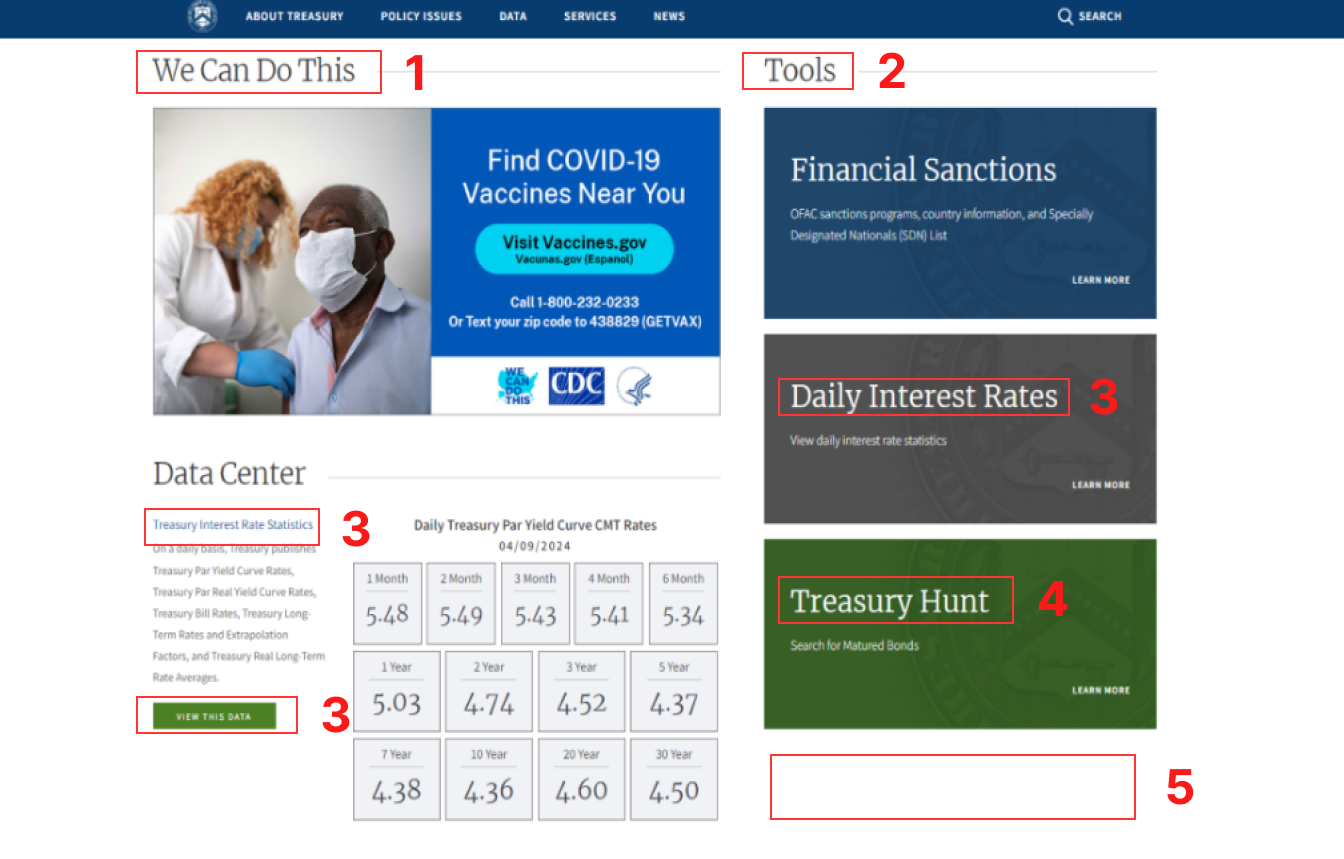 ABOUT TREASURY POLICY ISSUES DATA SERVICES NEWS SEARCH
We Can Do This 1
Find COVID-19
Vaccines Near You
Visit Vaccines.gov
Vacunas.gov (Espanol)
Call 1-800-232-0233
Or Text your zip code to 438829 (GETVAX)
WE
CAN
DO
THIS
CDC
Data Center
Treasury Interest Rate Statistics 3
On a daily basis, Treasury publishes
Treasury Par Yield Curve Rates,
Treasury Par Real Yield Curve Rates,
Treasury Bill Rates, Treasury Long-
Term Rates and Extrapolation
Factors, and Treasury Real Long-Term
Rate Averages.
VIEW THIS DATA 3
Daily Treasury Par Yield Curve CMT Rates
04/09/2024
1 Month 2 Month 3 Month 4 Month 6 Month
5.48 5.49 5.43 5.41 5.34
1 Year 2 Year 3 Year 5 Year
5.03 4.74 4.52 4.37
7 Year 10 Year 20 Year 30 Year
4.38 4.36 4.60 4.50
Tools 2
Financial Sanctions
OFAC sanctions programs, country information, and Specially
Designated Nationals (SDN) List
LEARN MORE
Daily Interest Rates 3
View daily interest rate statistics
LEARN MORE
Treasury Hunt 4
Search for Matured Bonds
LEARN MORE
5